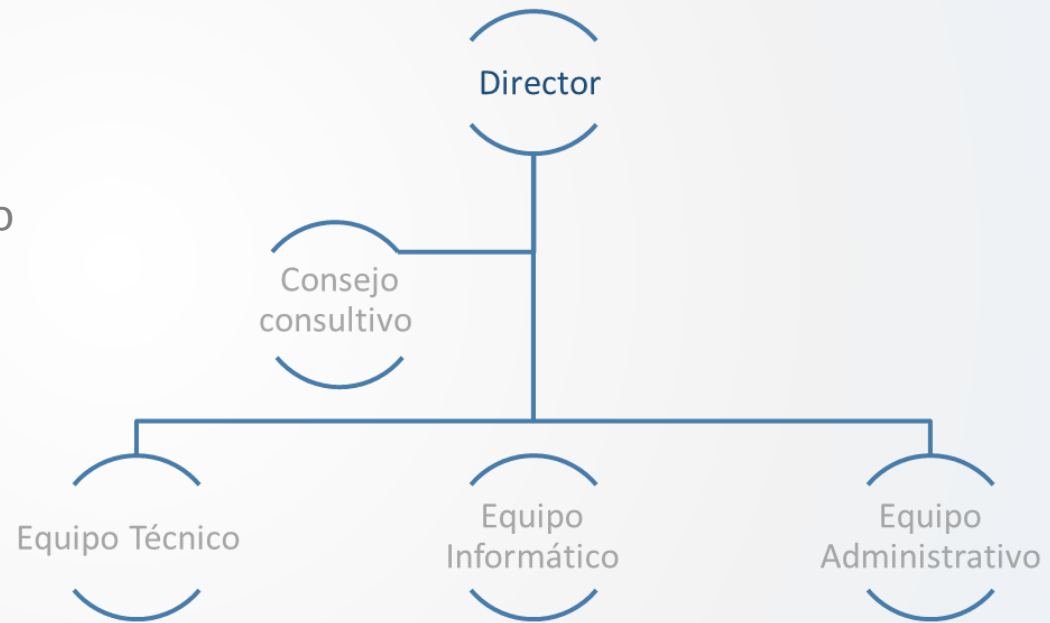 Director
Consejo
consultivo
Equipo Técnico
Equipo
Informático
Equipo
Administrativo